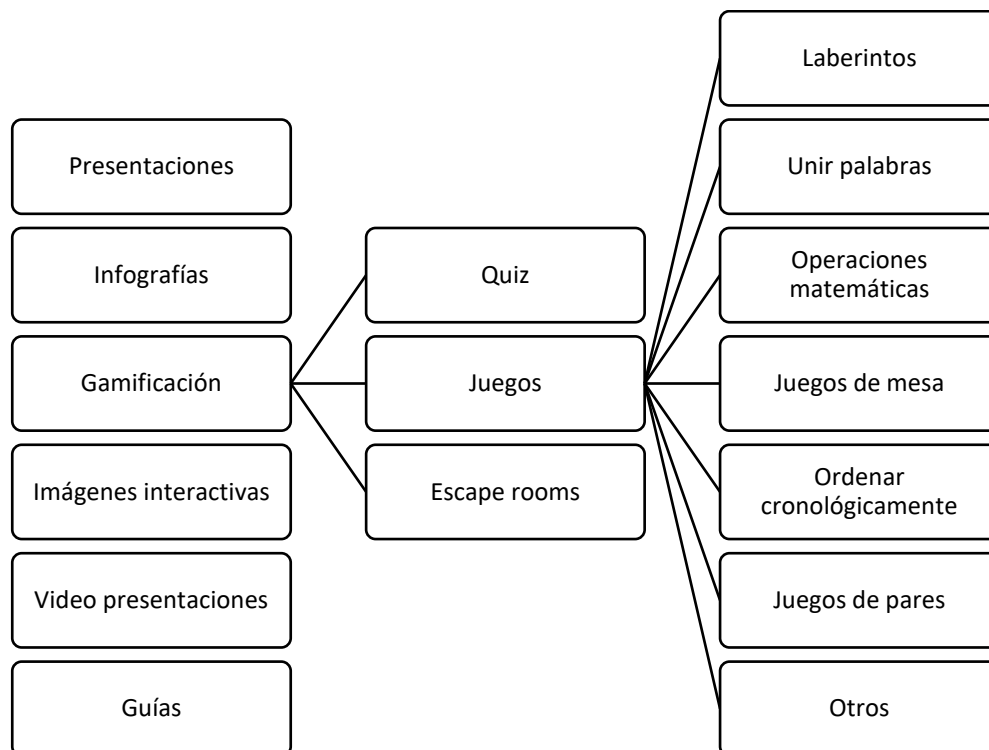 Presentaciones
Infografías
Gamificación
Imágenes interactivas
Video presentaciones
Guías
Quiz
Juegos
Escape rooms
Laberintos
Unir palabras
Operaciones
matemáticas
Juegos de mesa
Ordenar
cronológicamente
Juegos de pares
Otros